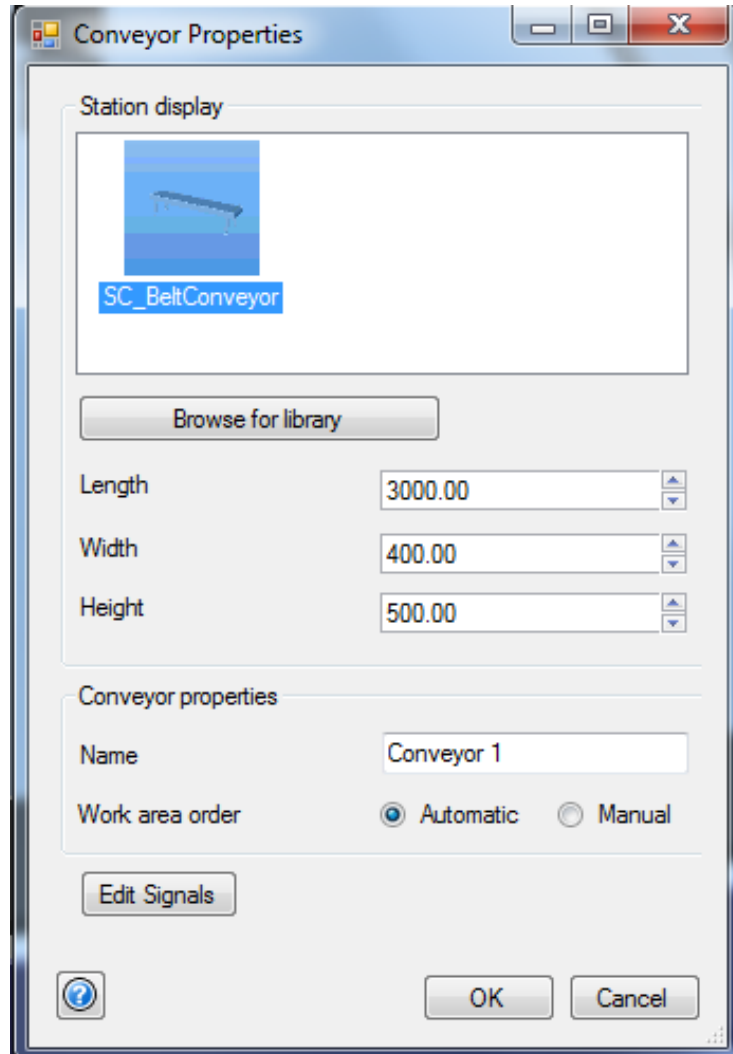 Conveyor Properties
Station display
SC_BeltConveyor
Browse for library
Length 3000.00
Width 400.00
Height 500.00
Conveyor properties
Name Conveyor 1
Work area order Automatic Manual
Edit Signals
OK Cancel